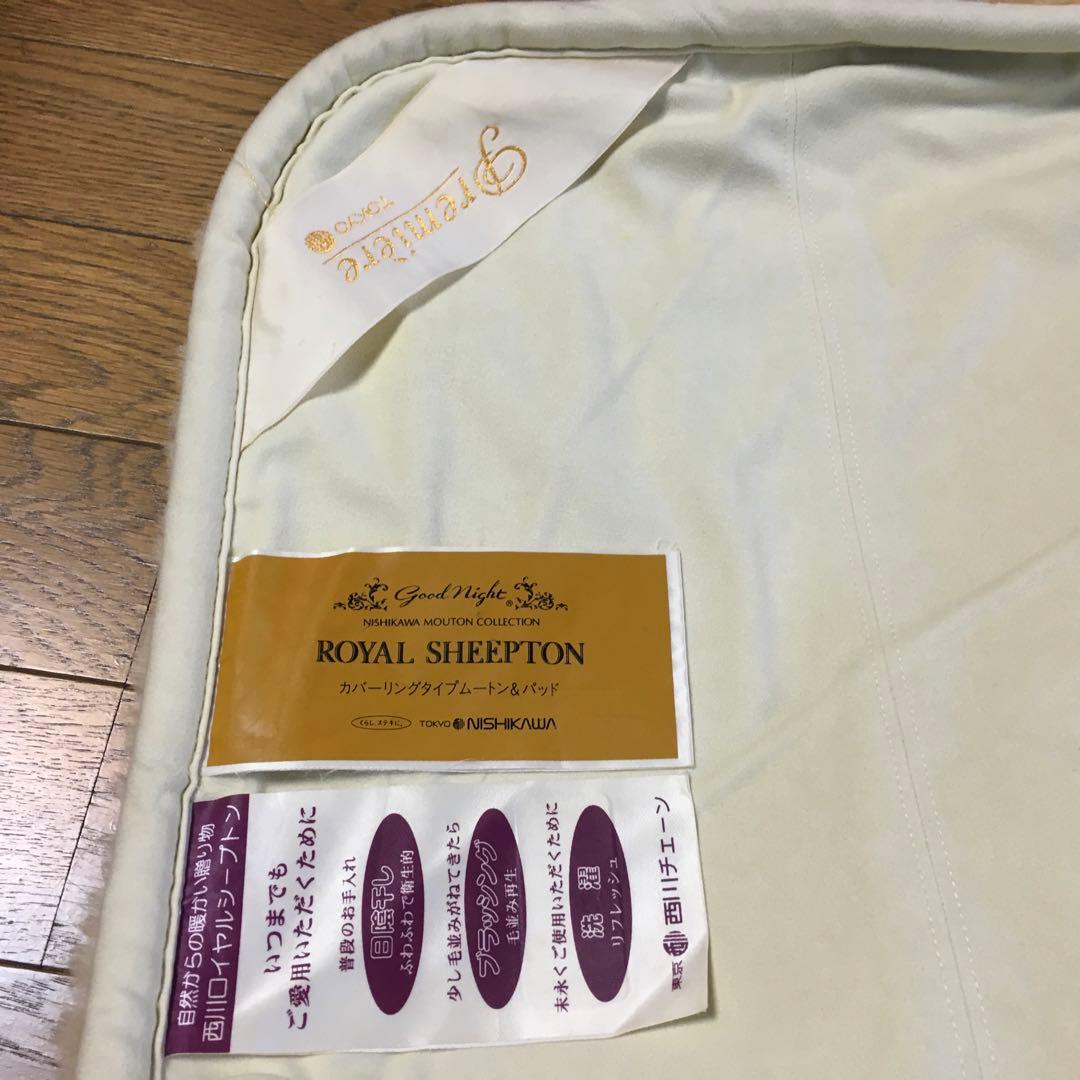 Première
TOKYO
Good Night®
NISHIKAWA MOUTON COLLECTION
ROYAL SHEEPTON
カバーリングタイプムートン&パッド
くらし、ステキに。
TOKYO NISHIKAWA
自然からの暖かい贈り物
西川ロイヤルシープトン
いつまでも
ご愛用いただくために
普段のお手入れ
日陰干し
ふわふわで衛生的
少し毛並みがねてきたら
ブラッシング
毛並み再生
末永くご使用いただくために
洗濯
リフレッシュ
東京 西川チェーン